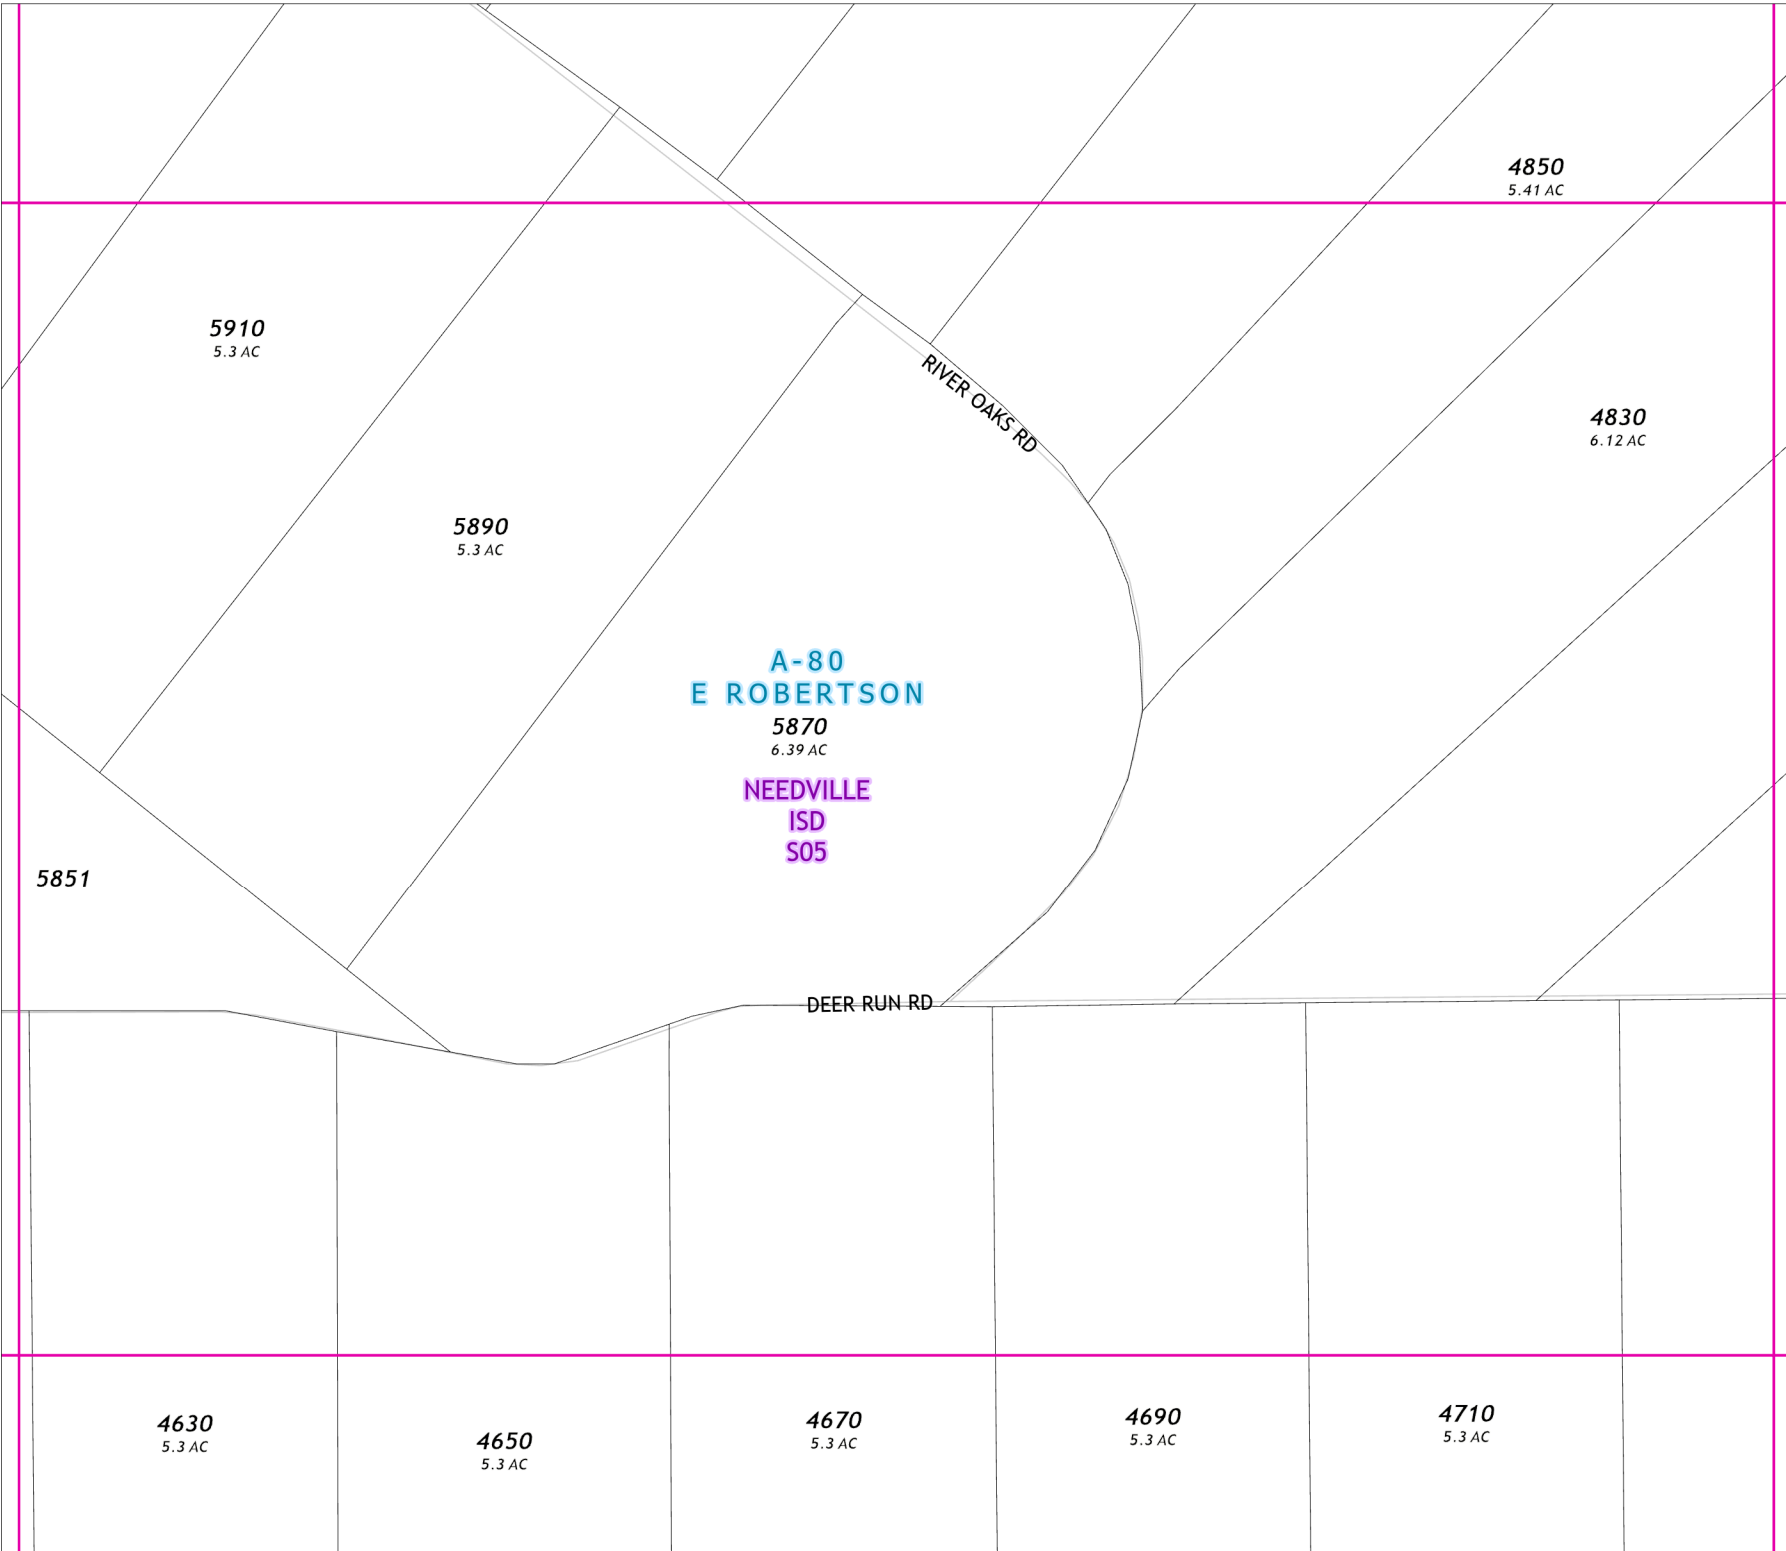 4850
5.41 AC
5910
5.3 AC
RIVER OAKS RD
4830
6.12 AC
5890
5.3 AC
A-80
E ROBERTSON
5870
6.39 AC
NEEDVILLE
ISD
S05
5851
DEER RUN RD
4630
5.3 AC
4650
5.3 AC
4670
5.3 AC
4690
5.3 AC
4710
5.3 AC